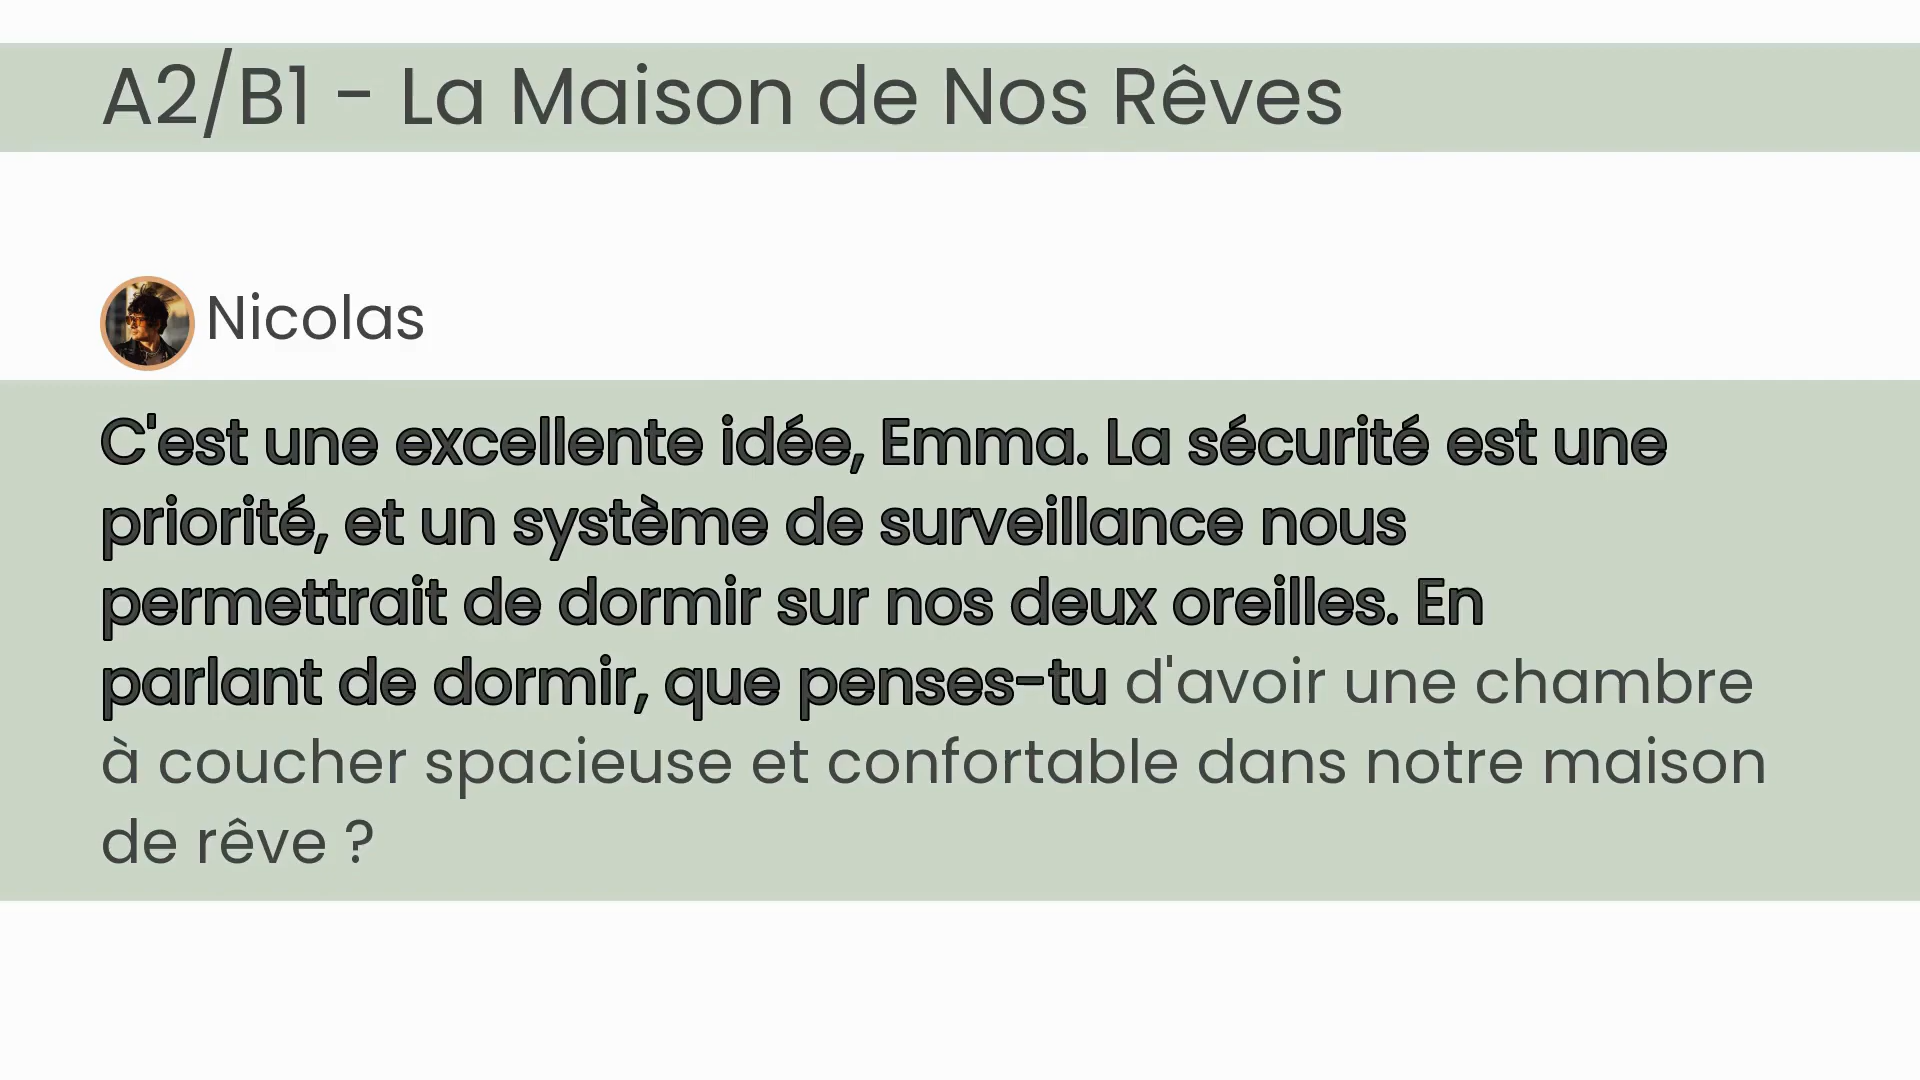 A2/B1 - La Maison de Nos Rêves
Nicolas
C'est une excellente idée, Emma. La sécurité est une
priorité, et un système de surveillance nous
permettrait de dormir sur nos deux oreilles. En
parlant de dormir, que penses-tu d'avoir une chambre
à coucher spacieuse et confortable dans notre maison
de rêve ?